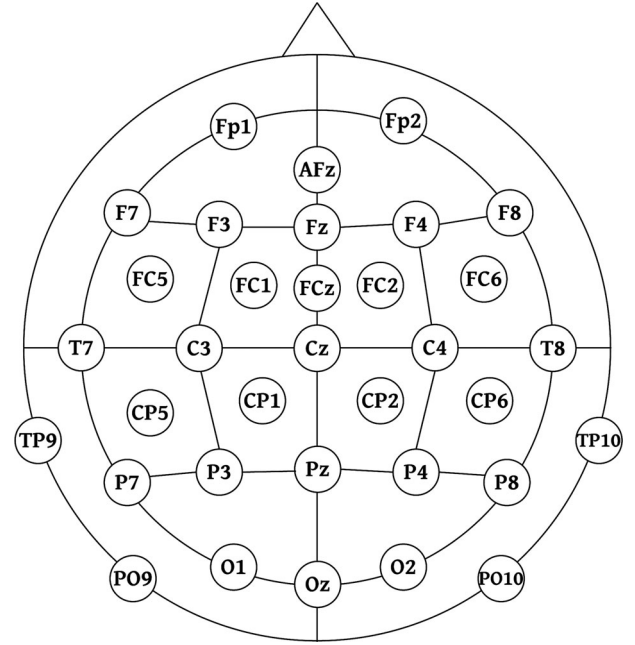 Fp1 Fp2
AFz
F7 F3 Fz F4 F8
FC5 FC1 FCz FC2 FC6
T7 C3 Cz C4 T8
CP5 CP1 CP2 CP6
TP9 TP10
P7 P3 Pz P4 P8
O1 O2
PO9 Oz PO10